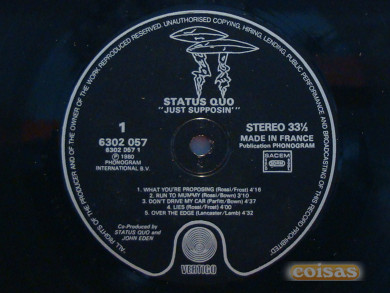 "ALL RIGHTS OF THE PRODUCER AND OF THE OWNER OF THE WORK REPRODUCED RESERVED. UNAUTHORISED COPYING, HIRING, LENDING, PUBLIC PERFORMANCE AND BROADCASTING OF THIS RECORD PROHIBITED"
STATUS QUO
"JUST SUPPOSIN'"
1
6302 057
6302 057 1
Ⓟ 1980
PHONOGRAM
INTERNATIONAL B.V.
STEREO 33⅓
MADE IN FRANCE
Publication PHONOGRAM
SACEM
1. WHAT YOU'RE PROPOSING (Rossi/Frost) 4'16
2. RUN TO MUMMY (Rossi/Bown) 3'10
3. DON'T DRIVE MY CAR (Parfitt/Bown) 4'37
4. LIES (Rossi/Frost) 4'00
5. OVER THE EDGE (Lancaster/Lamb) 4'32
Co-Produced by
STATUS QUO and
JOHN EDEN
VERTIGO
coisas